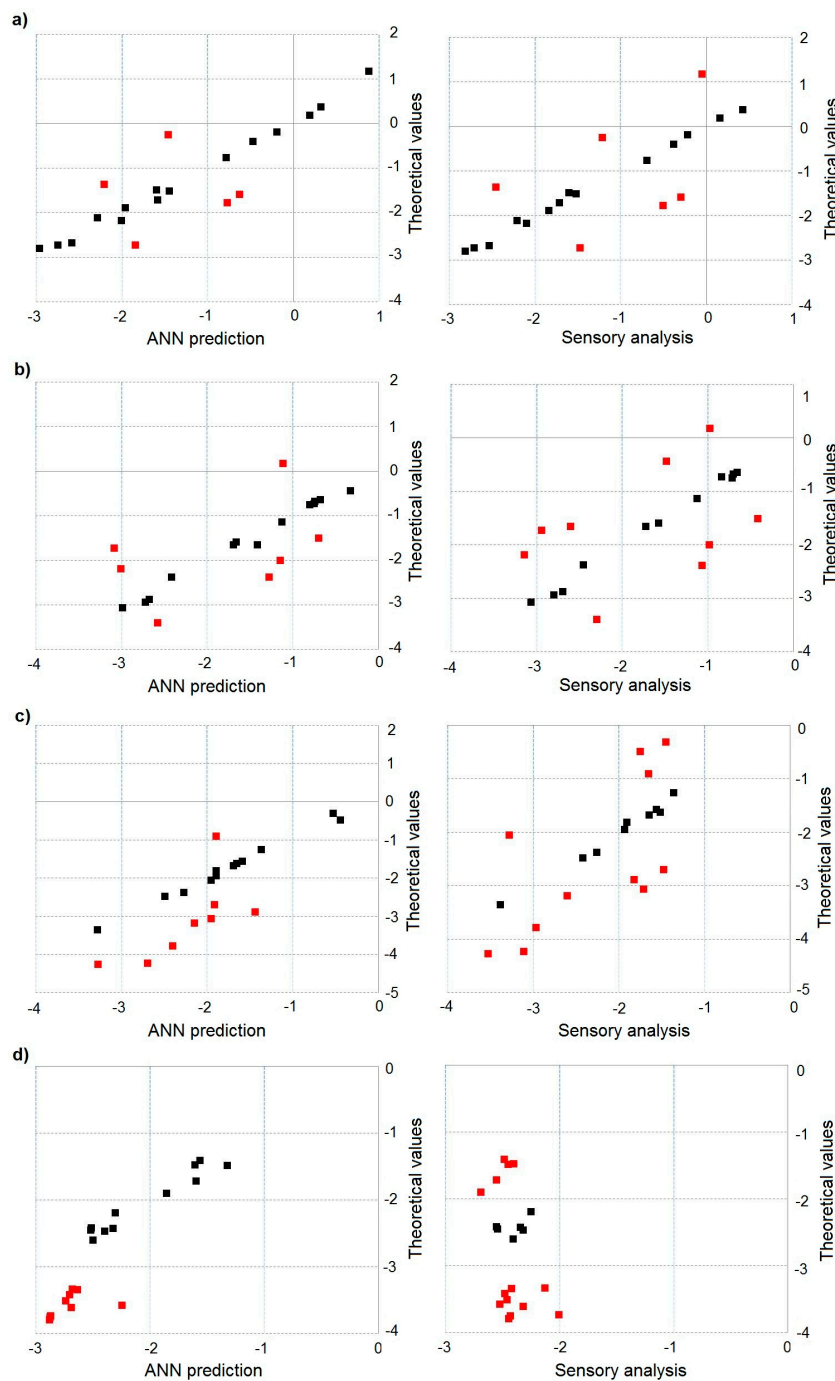 a)
2
1
0
-1
-2
-3
-4
Theoretical values
-3 -2 -1 0 1
ANN prediction
2
1
0
-1
-2
-3
-4
Theoretical values
-3 -2 -1 0 1
Sensory analysis
b)
2
1
0
-1
-2
-3
-4
Theoretical values
-4 -3 -2 -1 0
ANN prediction
1
0
-1
-2
-3
-4
Theoretical values
-4 -3 -2 -1 0
Sensory analysis
c)
2
1
0
-1
-2
-3
-4
-5
Theoretical values
-4 -3 -2 -1 0
ANN prediction
0
-1
-2
-3
-4
-5
Theoretical values
-4 -3 -2 -1 0
Sensory analysis
d)
0
-1
-2
-3
-4
Theoretical values
-3 -2 -1 0
ANN prediction
0
-1
-2
-3
-4
Theoretical values
-3 -2 -1 0
Sensory analysis